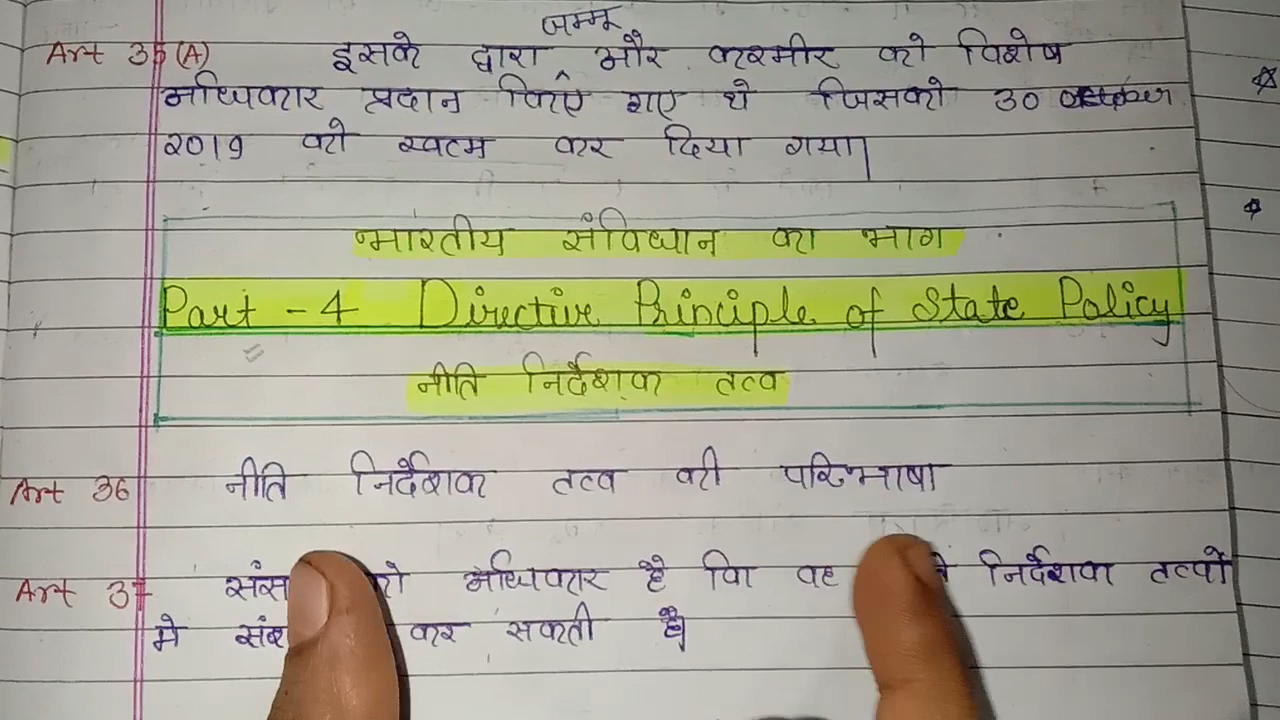 जम्मू
Art 35(A) इसके द्वारा और कश्मीर को विशेष
अधिकार प्रदान किए गए थे जिसको 30 October
2019 को खत्म कर दिया गया।
भारतीय संविधान का भाग
Part - 4 Directive Principle of State Policy
नीति निर्देशक तत्व
Art 36 नीति निर्देशक तत्व की परिभाषा
Art 37 को अधिकार है कि वह निर्देशक तत्वों
मे कर सकती है।